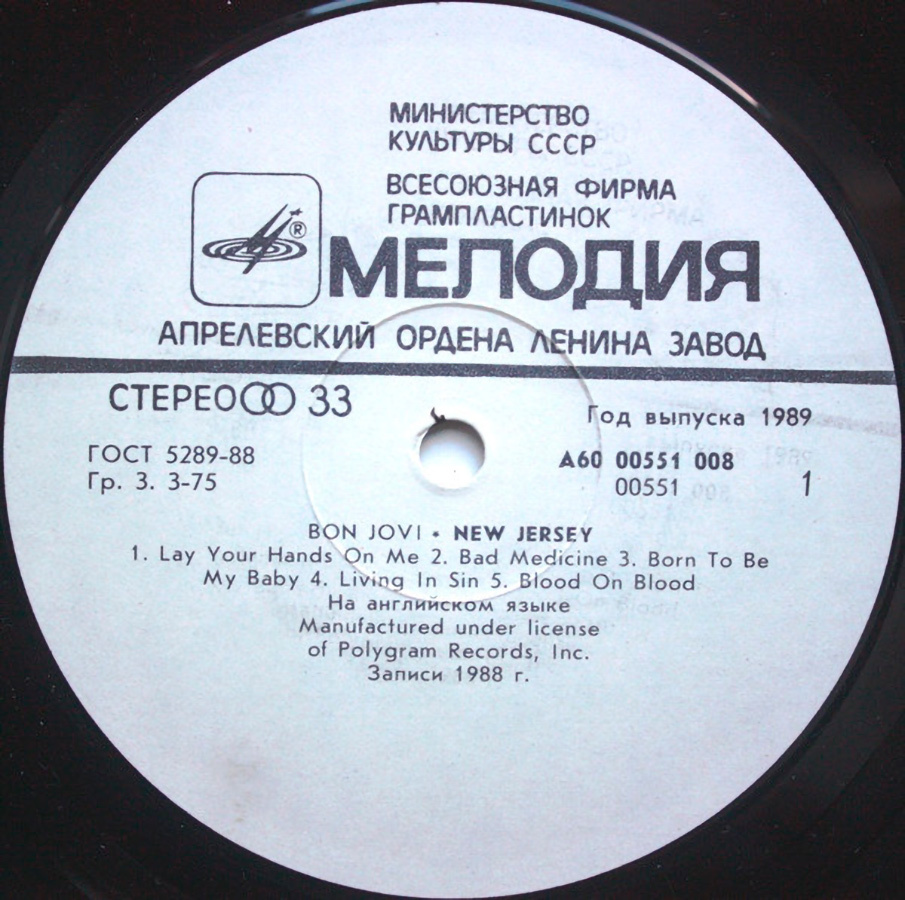 МИНИСТЕРСТВО
КУЛЬТУРЫ СССР
ВСЕСОЮЗНАЯ ФИРМА
ГРАМПЛАСТИНОК
®
МЕЛОДИЯ
АПРЕЛЕВСКИЙ ОРДЕНА ЛЕНИНА ЗАВОД
СТЕРЕО 33
Год выпуска 1989
ГОСТ 5289-88
Гр. 3. 3-75
А60 00551 008
00551 1
BON JOVI • NEW JERSEY
1. Lay Your Hands On Me 2. Bad Medicine 3. Born To Be
My Baby 4. Living In Sin 5. Blood On Blood
На английском языке
Manufactured under license
of Polygram Records, Inc.
Записи 1988 г.